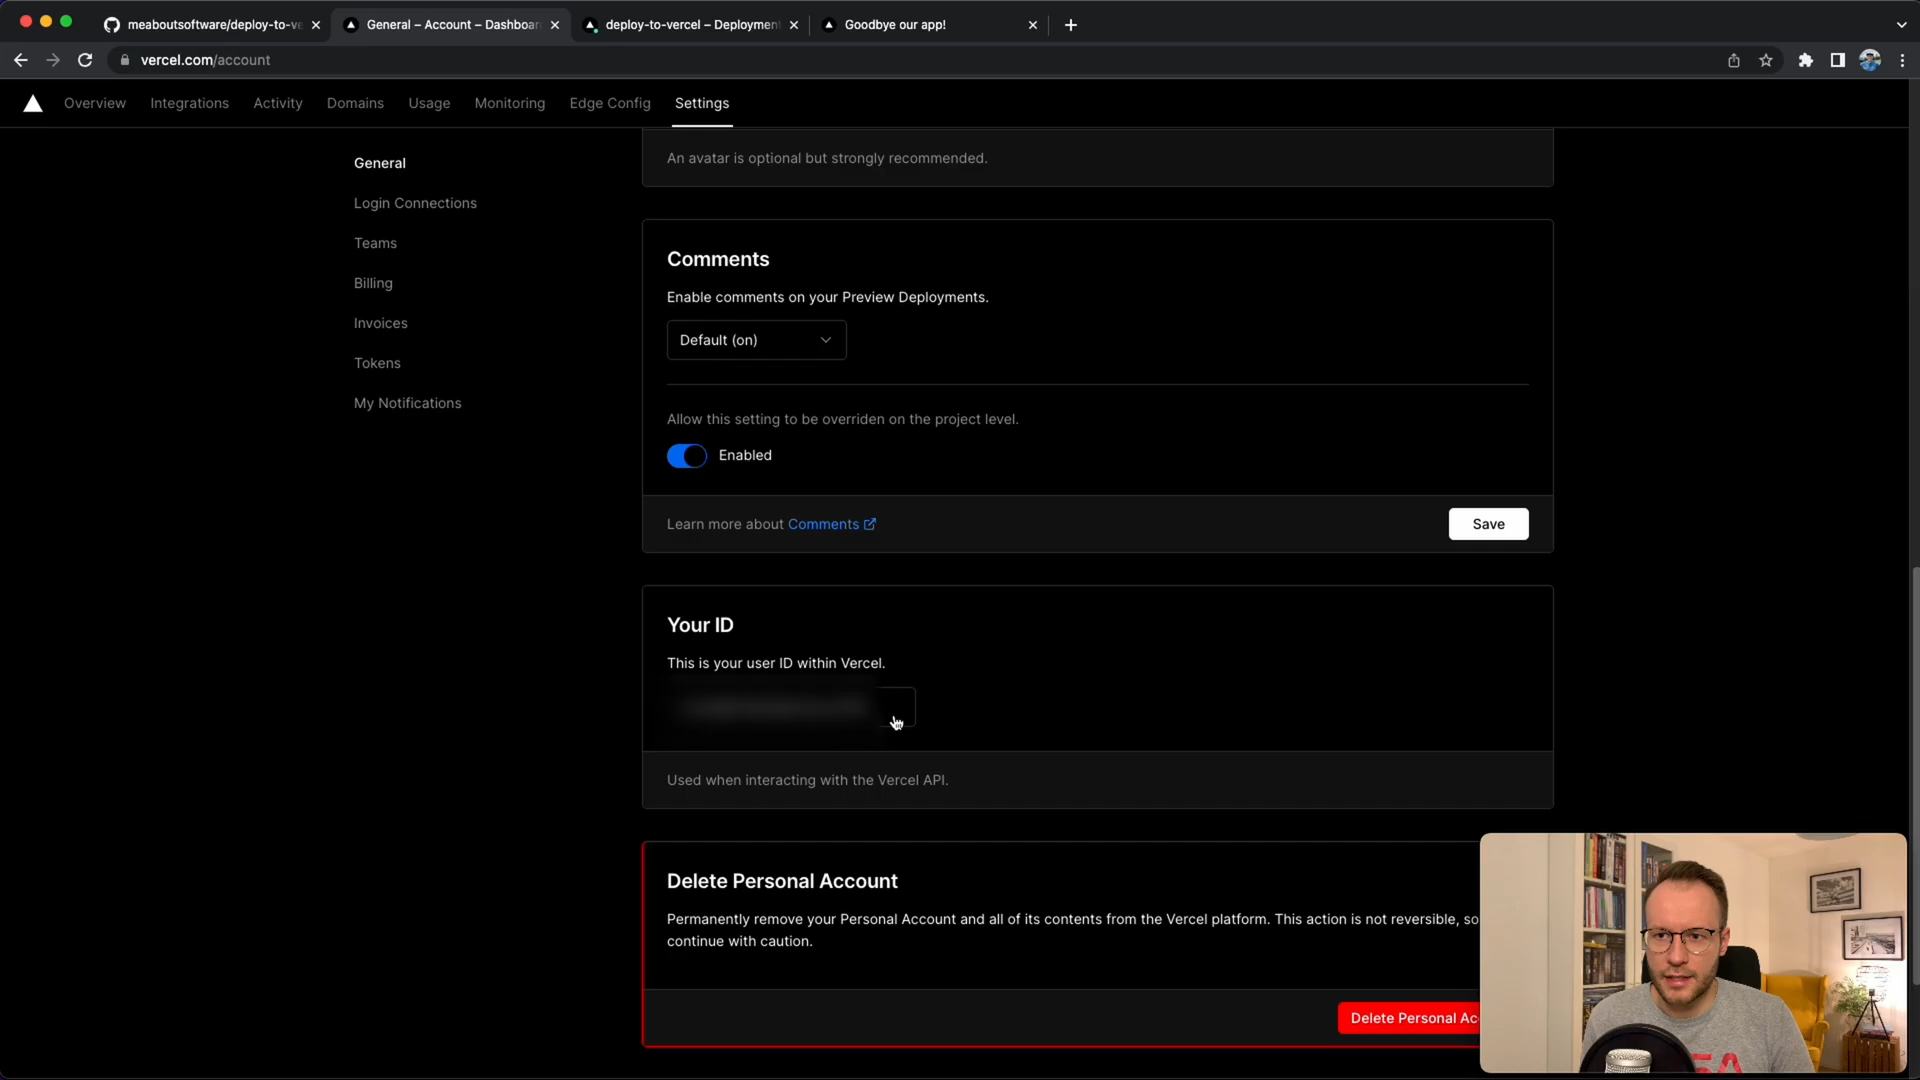 meaboutsoftware/deploy-to-ve
General – Account – Dashboar
deploy-to-vercel – Deployment
Goodbye our app!
vercel.com/account
Overview
Integrations
Activity
Domains
Usage
Monitoring
Edge Config
Settings
General
Login Connections
Teams
Billing
Invoices
Tokens
My Notifications
An avatar is optional but strongly recommended.
Comments
Enable comments on your Preview Deployments.
Default (on)
Allow this setting to be overriden on the project level.
Enabled
Learn more about Comments
Save
Your ID
This is your user ID within Vercel.
Used when interacting with the Vercel API.
Delete Personal Account
Permanently remove your Personal Account and all of its contents from the Vercel platform. This action is not reversible, so
continue with caution.
Delete Personal Ac